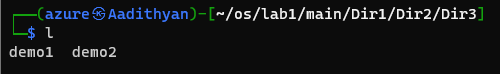 ┌──(azure㉿Aadithyan)-[~/os/lab1/main/Dir1/Dir2/Dir3]
└─$ l
demo1  demo2